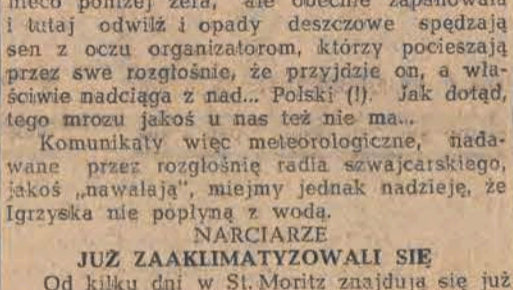 nieco poniżej zera, ale obecnie zapanowała
i tutaj odwilż i opady deszczowe spędzają
sen z oczu organizatorom, którzy pocieszają
przez swe rozgłośnie, że przyjdzie on, a wła-
ściwie nadciąga z nad... Polski (!). Jak dotąd,
tego mrozu jakoś u nas też nie ma...
Komunikaty więc meteorologiczne, nada-
wane przez rozgłośnię radia szwajcarskiego,
jakoś „nawalają", miejmy jednak nadzieję, że
Igrzyska nie popłyną z wodą.
NARCIARZE
JUŻ ZAAKLIMATYZOWALI SIĘ
Od kilku dni w St. Moritz znajdują się już